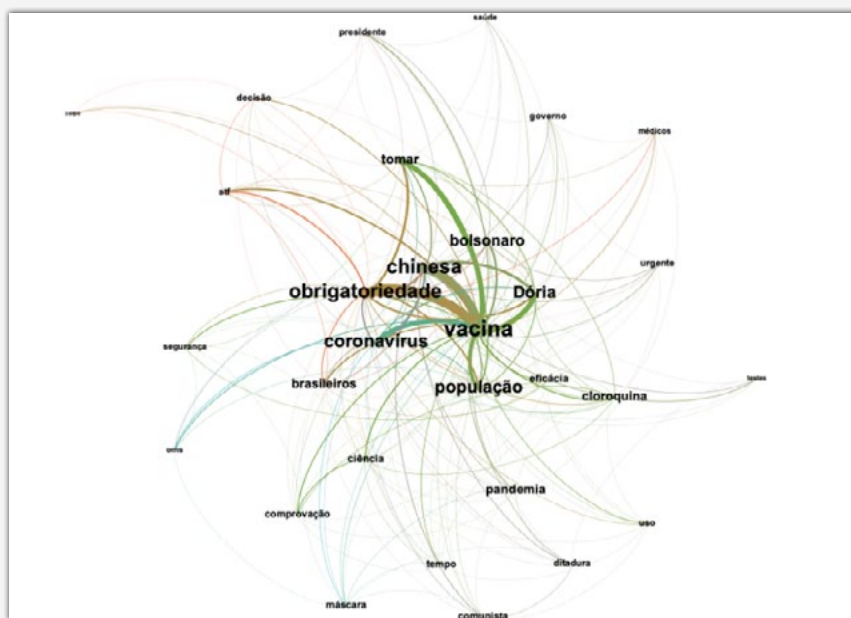 saúde
presidente
decisão
governo
médicos
tomar
stf
bolsonaro
chinesa
urgente
obrigatoriedade
Dória
vacina
coronavírus
segurança
brasileiros
eficácia
testes
população
cloroquina
oms
ciência
pandemia
comprovação
uso
tempo
ditadura
máscara
comunista